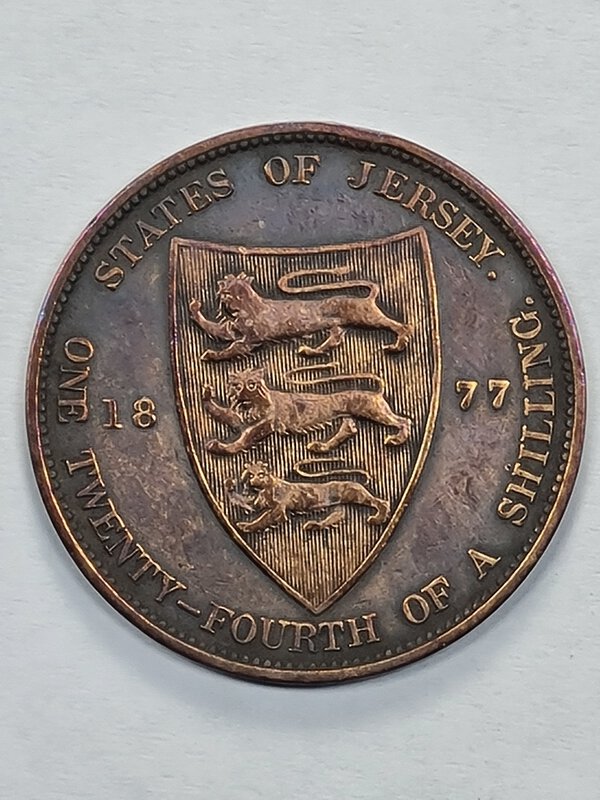 STATES OF JERSEY.
18 77
ONE TWENTY-FOURTH OF A SHILLING.